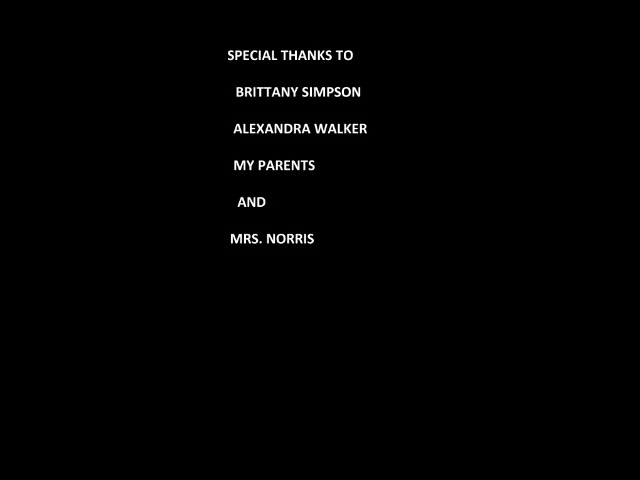 SPECIAL THANKS TO
BRITTANY SIMPSON
ALEXANDRA WALKER
MY PARENTS
AND
MRS. NORRIS